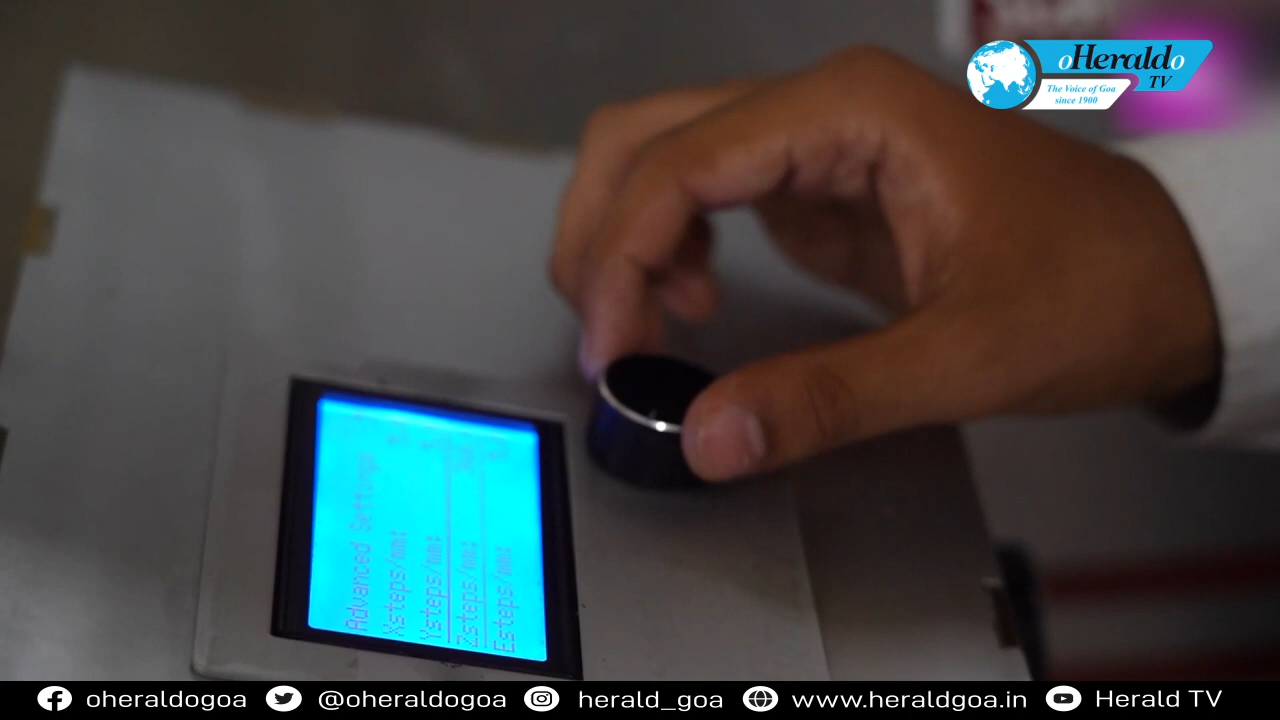 oHeraldo
TV
The Voice of Goa
since 1900
Advanced Settings
Xsteps/mm:
Ysteps/mm:
Zsteps/mm:
Esteps/mm:
oheraldogoa
@oheraldogoa
herald_goa
www.heraldgoa.in
Herald TV